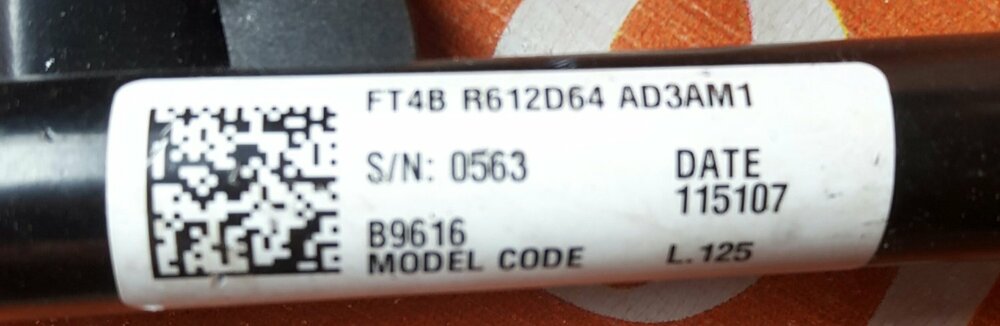 FT4B R612D64 AD3AM1
S/N: 0563
DATE
115107
B9616
MODEL CODE
L.125